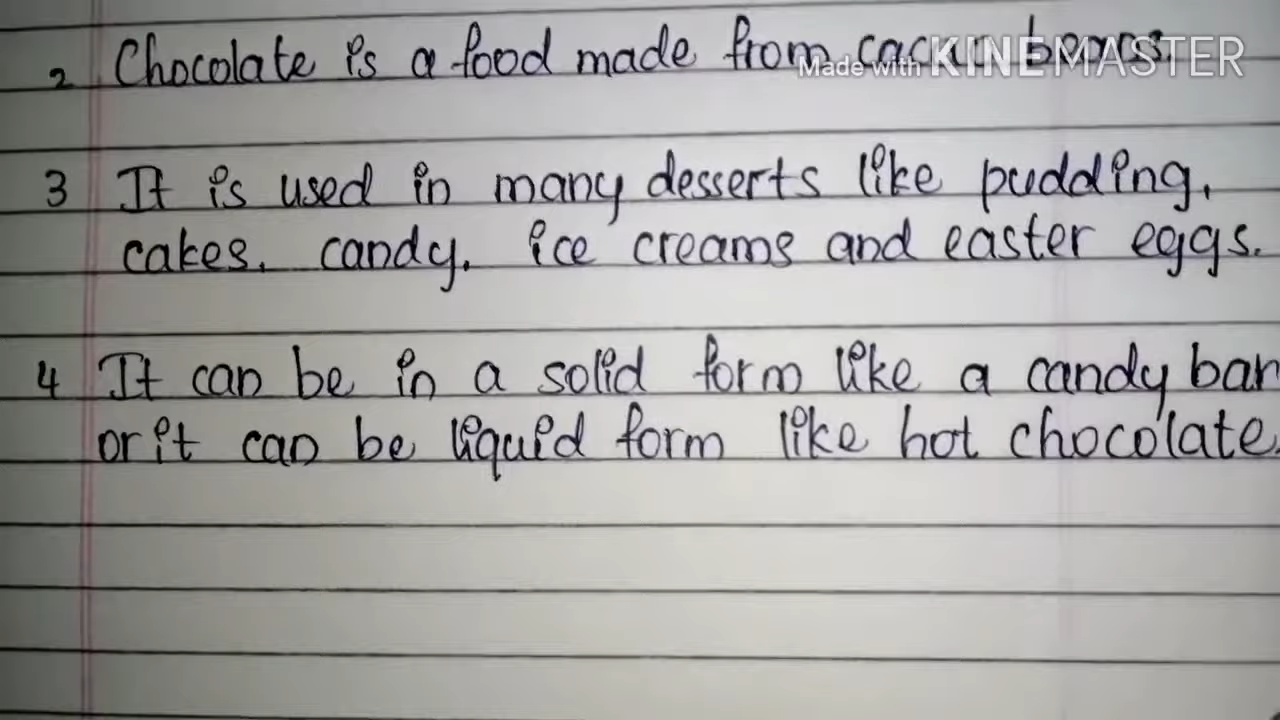 2 Chocolate is a food made from cacao beans.
Made with KINEMASTER
3 It is used in many desserts like pudding,
cakes, candy, ice creams and easter eggs.
4 It can be in a solid form like a candy bar
or it can be liquid form like hot chocolate.